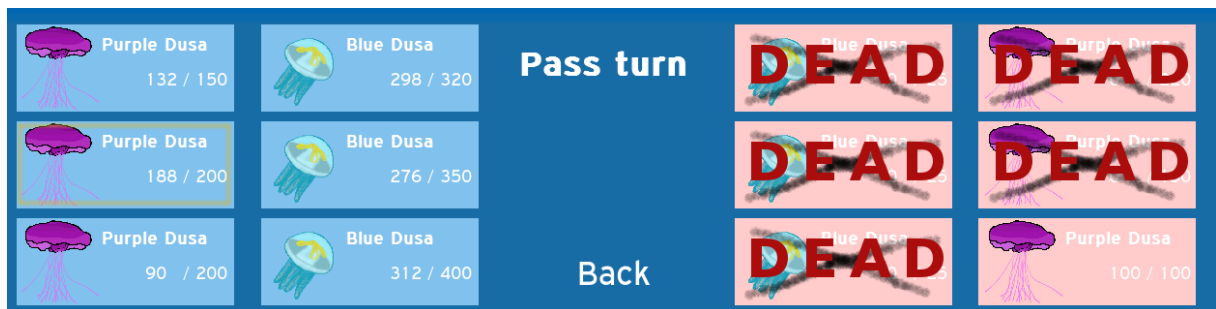 Purple Dusa
132 / 150
Blue Dusa
298 / 320
Pass turn
DEAD
DEAD
Purple Dusa
188 / 200
Blue Dusa
276 / 350
DEAD
DEAD
Purple Dusa
90 / 200
Blue Dusa
312 / 400
Back
DEAD
Purple Dusa
100 / 100